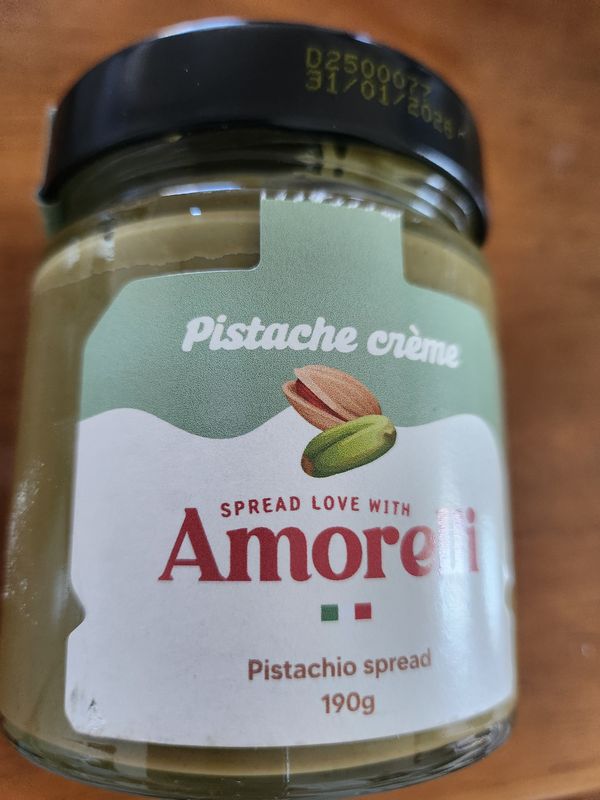 D2500077
31/01/2026
Pistache crème
SPREAD LOVE WITH
Amorelli
Pistachio spread
190g